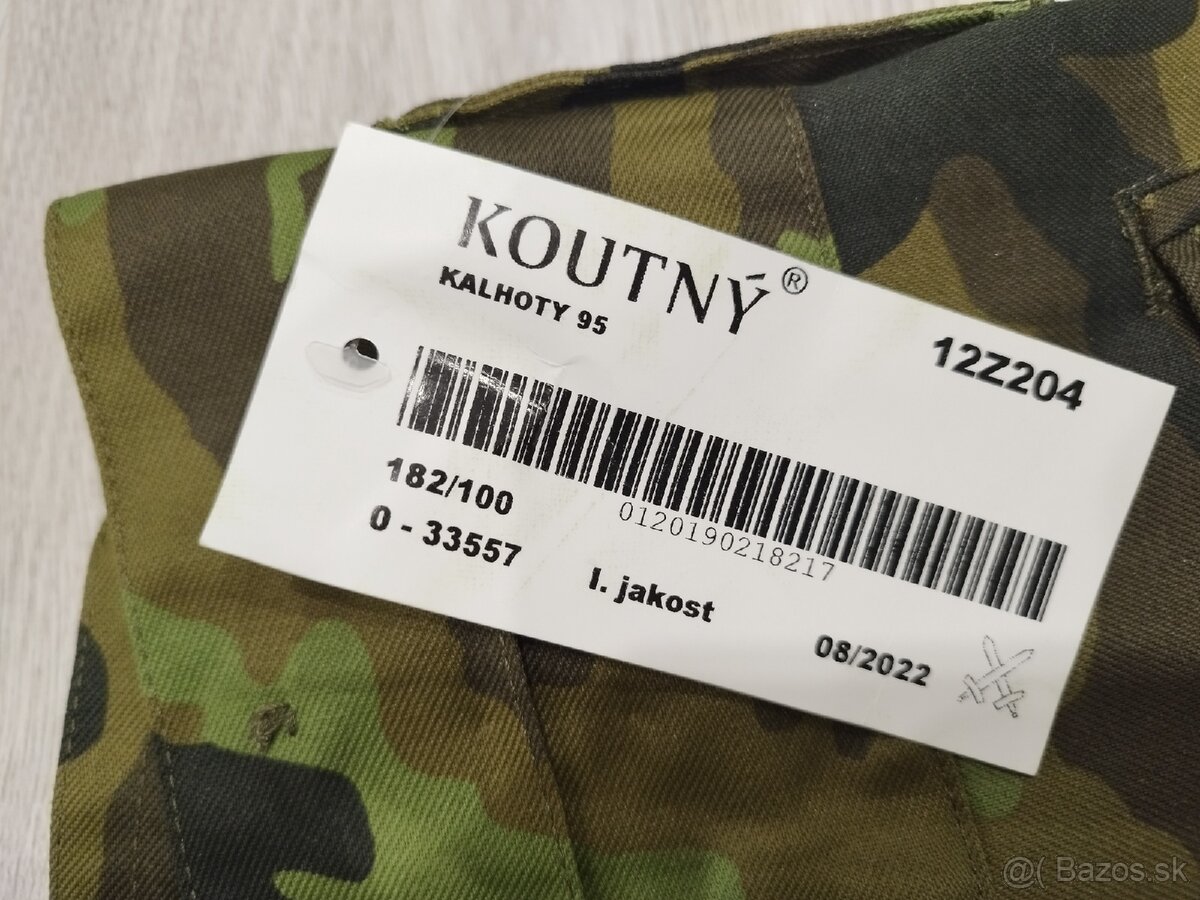 KOUTNÝ®
KALHOTY 95
12Z204
182/100
0120190218217
0 - 33557
I. jakost
08/2022
@( Bazos.sk